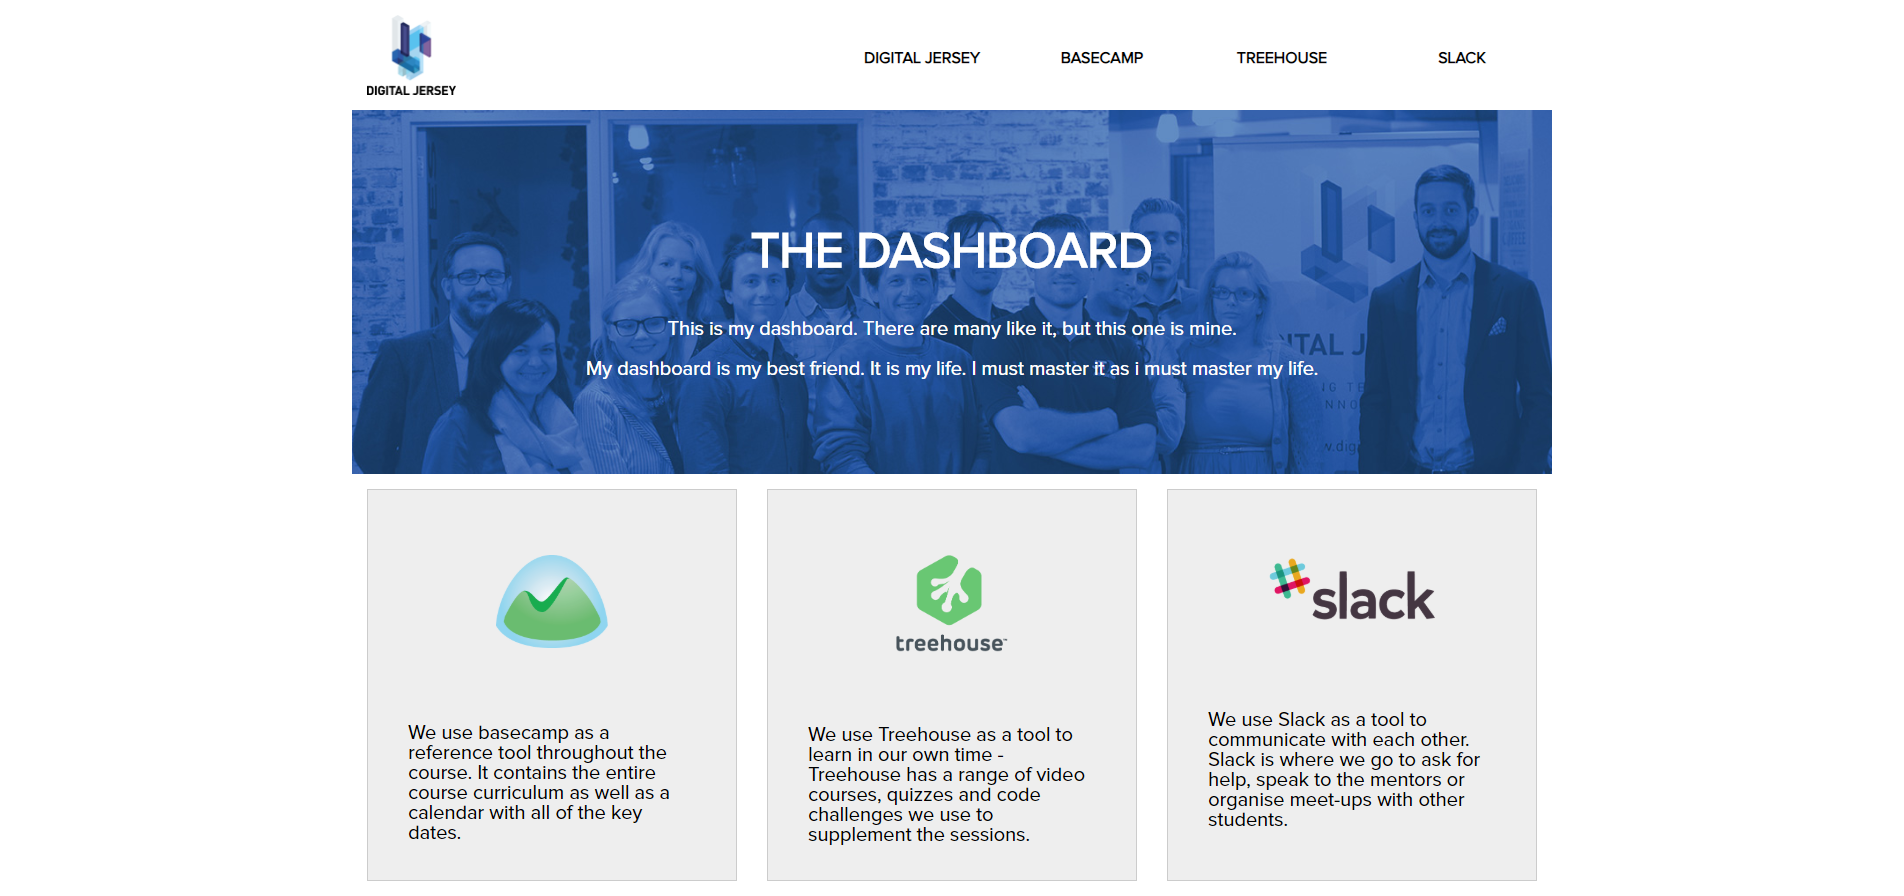 DIGITAL JERSEY
DIGITAL JERSEY BASECAMP TREEHOUSE SLACK
THE DASHBOARD
This is my dashboard. There are many like it, but this one is mine.
My dashboard is my best friend. It is my life. I must master it as i must master my life.
treehouse
slack
We use basecamp as a
reference tool throughout the
course. It contains the entire
course curriculum as well as a
calendar with all of the key
dates.
We use Treehouse as a tool to
learn in our own time -
Treehouse has a range of video
courses, quizzes and code
challenges we use to
supplement the sessions.
We use Slack as a tool to
communicate with each other.
Slack is where we go to ask for
help, speak to the mentors or
organise meet-ups with other
students.